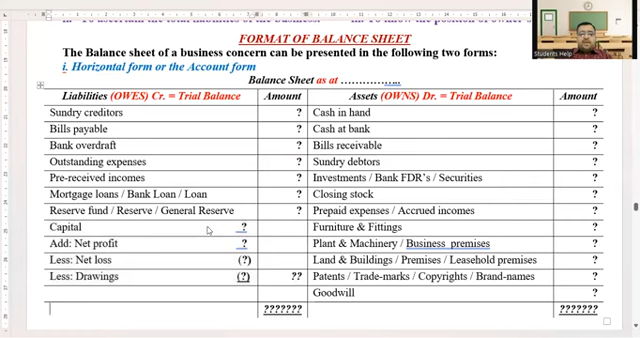 FORMAT OF BALANCE SHEET
The Balance sheet of a business concern can be presented in the following two forms:
i. Horizontal form or the Account form
Balance Sheet as at ……………...
Liabilities (OWES) Cr. = Trial Balance Amount Assets (OWNS) Dr. = Trial Balance Amount
Sundry creditors ? Cash in hand ?
Bills payable ? Cash at bank ?
Bank overdraft ? Bills receivable ?
Outstanding expenses ? Sundry debtors ?
Pre-received incomes ? Investments / Bank FDR's / Securities ?
Mortgage loans / Bank Loan / Loan ? Closing stock ?
Reserve fund / Reserve / General Reserve ? Prepaid expenses / Accrued incomes ?
Capital ? Furniture & Fittings ?
Add: Net profit ? Plant & Machinery / Business premises ?
Less: Net loss (?) Land & Buildings / Premises / Leasehold premises ?
Less: Drawings (?) ?? Patents / Trade-marks / Copyrights / Brand-names ?
Goodwill ?
??????? ???????
Students Help